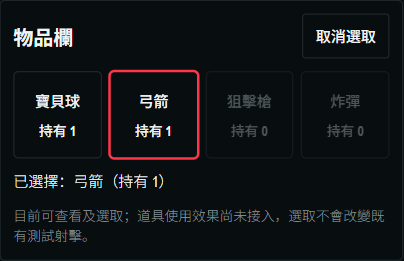 物品欄
取消選取
寶貝球
持有 1
弓箭
持有 1
狙擊槍
持有 0
炸彈
持有 0
已選擇：弓箭（持有 1）
目前可查看及選取；道具使用效果尚未接入，選取不會改變既
有測試射擊。